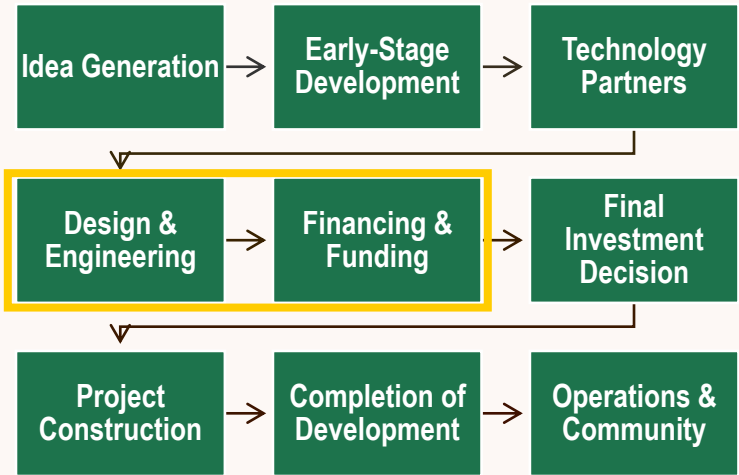 Idea Generation
Early-Stage
Development
Technology
Partners
Design &
Engineering
Financing &
Funding
Final
Investment
Decision
Project
Construction
Completion of
Development
Operations &
Community